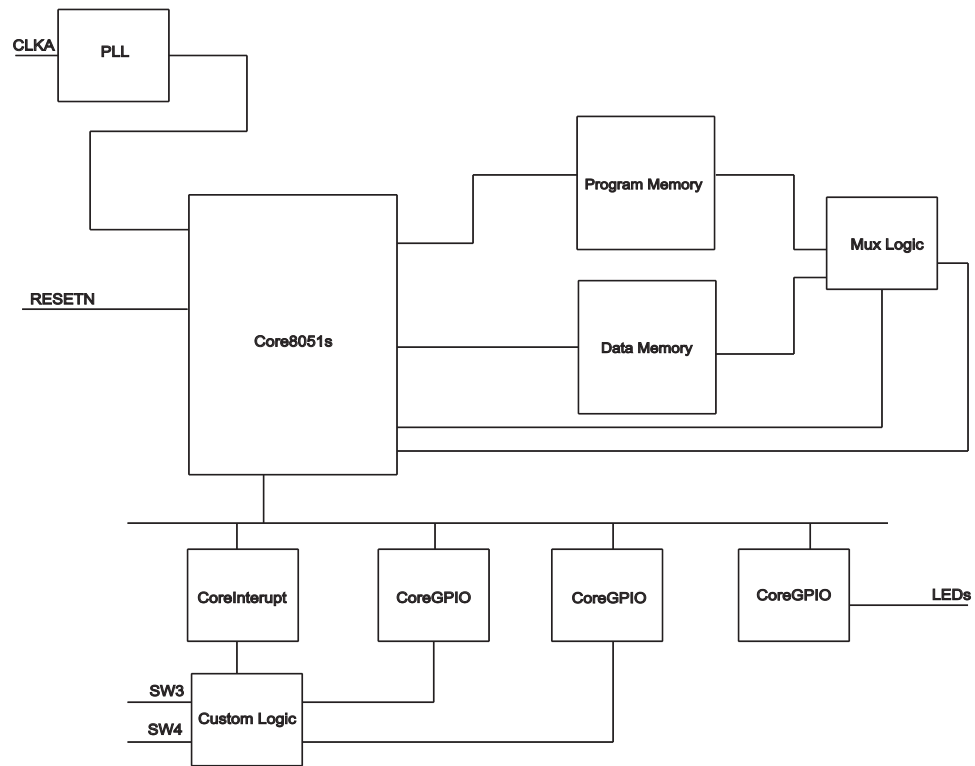 CLKA
PLL
Program Memory
Mux Logic
RESETN
Core8051s
Data Memory
CoreInterupt
CoreGPIO
CoreGPIO
CoreGPIO
LEDs
SW3
Custom Logic
SW4